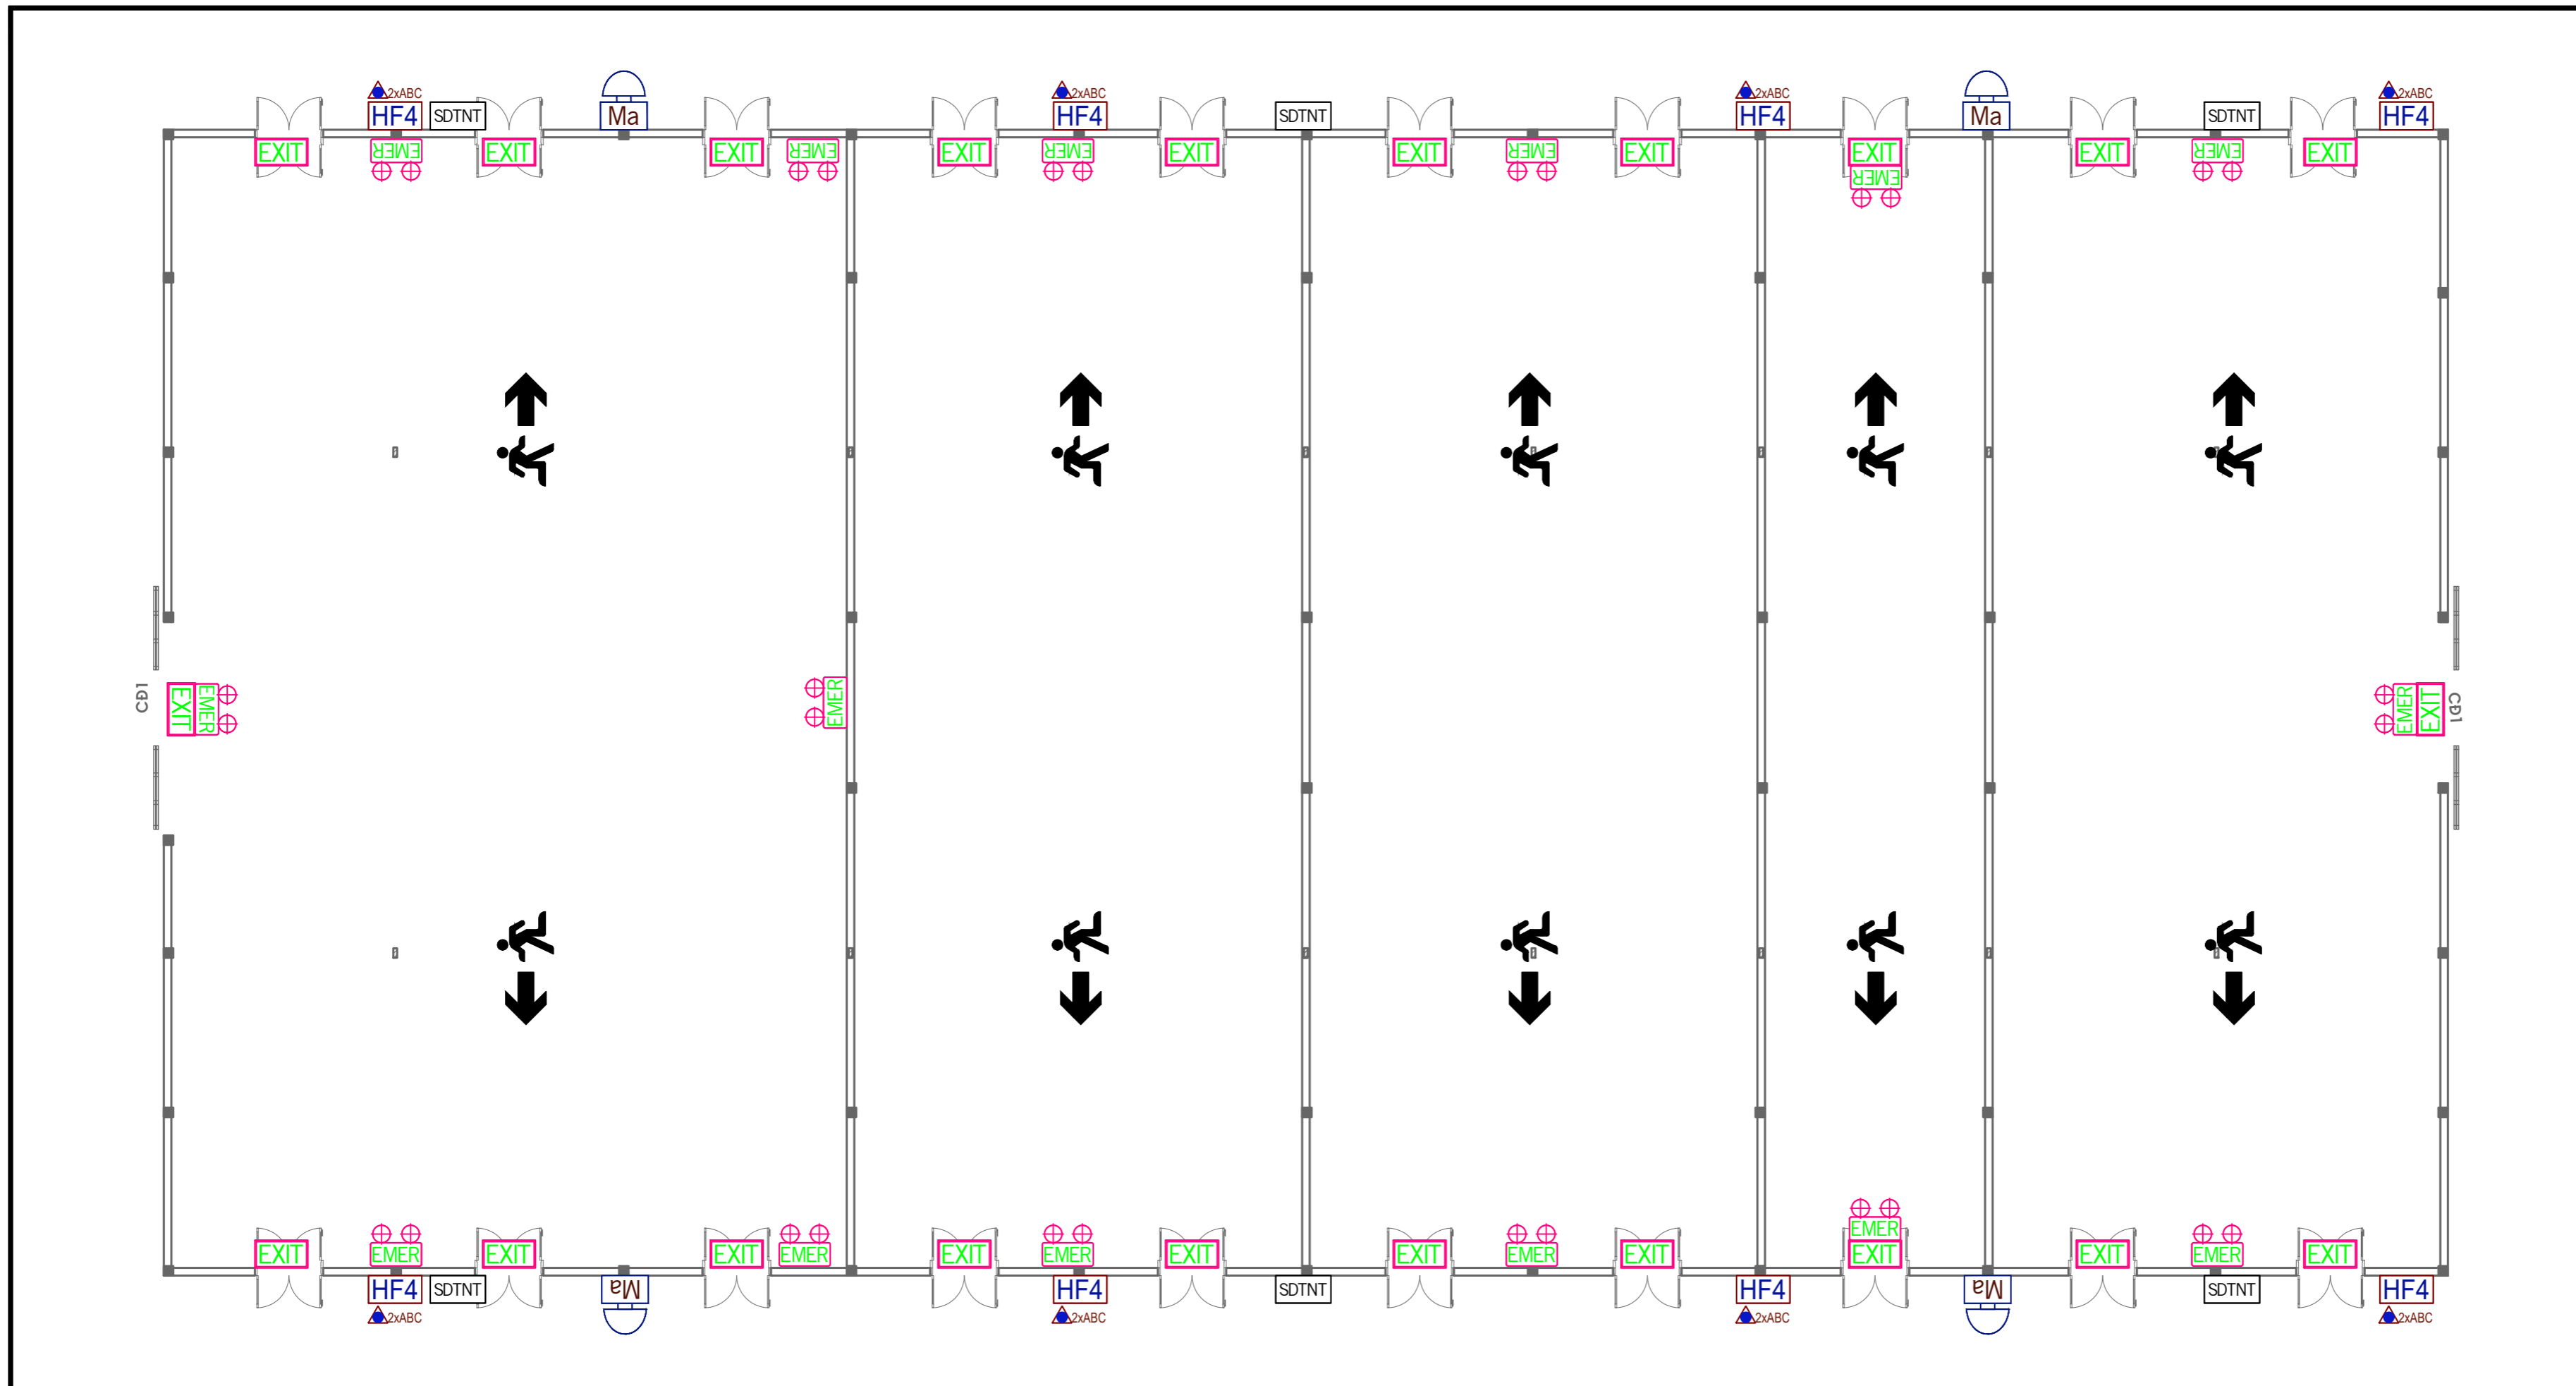 2xABC 2xABC 2xABC 2xABC
HF4 SDTNT Ma HF4 SDTNT HF4 Ma SDTNT HF4
EXIT EMER EXIT EXIT EMER EXIT EMER EXIT EXIT EMER EXIT EXIT EXIT EMER EXIT
EMER
CĐ1 EXIT EMER EMER EMER EXIT CĐ1
EMER
EXIT EMER EXIT EXIT EMER EXIT EMER EXIT EXIT EMER EXIT EXIT EXIT EMER EXIT
HF4 SDTNT Ma HF4 SDTNT HF4 Ma SDTNT HF4
2xABC 2xABC 2xABC 2xABC